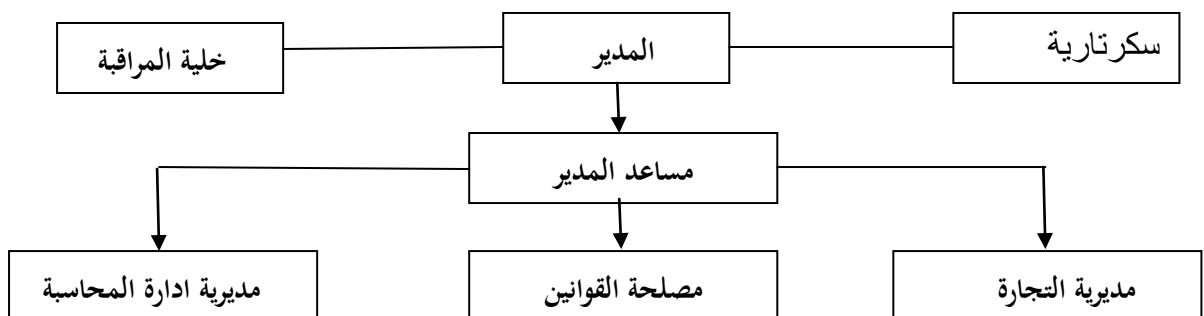 سكرتارية
المدير
خلية المراقبة
مساعد المدير
مديرية التجارة
مصلحة القوانين
مديرية ادارة المحاسبة